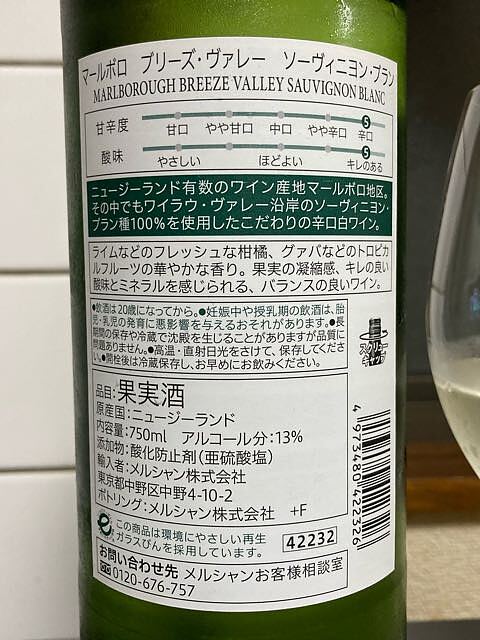 マールボロ ブリーズ・ヴァレー ソーヴィニヨン・ブラン
MARLBOROUGH BREEZE VALLEY SAUVIGNON BLANC
甘辛度 甘口 やや甘口 中口 やや辛口 5 辛口
酸味 やさしい ほどよい 5 キレのある
ニュージーランド有数のワイン産地マールボロ地区。
その中でもワイラウ・ヴァレー沿岸のソーヴィニヨン・
ブラン種100%を使用したこだわりの辛口白ワイン。
ライムなどのフレッシュな柑橘、グァバなどのトロピカ
ルフルーツの華やかな香り。果実の凝縮感、キレの良い
酸味とミネラルを感じられる、バランスの良いワイン。
●飲酒は20歳になってから。●妊娠中や授乳期の飲酒は、胎
児・乳児の発育に悪影響を与えるおそれがあります。●長
期間の保存や冷蔵で沈殿を生じることがありますが品質に
問題ありません。●高温・直射日光をさけて、保存してくださ
い。●開栓後は冷蔵保存し、お早めにお飲みください。
スクリュー
キャップ
品目:果実酒
原産国:ニュージーランド
内容量:750ml アルコール分:13%
添加物:酸化防止剤(亜硫酸塩)
輸入者:メルシャン株式会社
東京都中野区中野4-10-2
ボトリング:メルシャン株式会社 +F
4973480422326
この商品は環境にやさしい再生
ガラスびんを採用しています。
42232
お問い合わせ先 メルシャンお客様相談室
0120-676-757